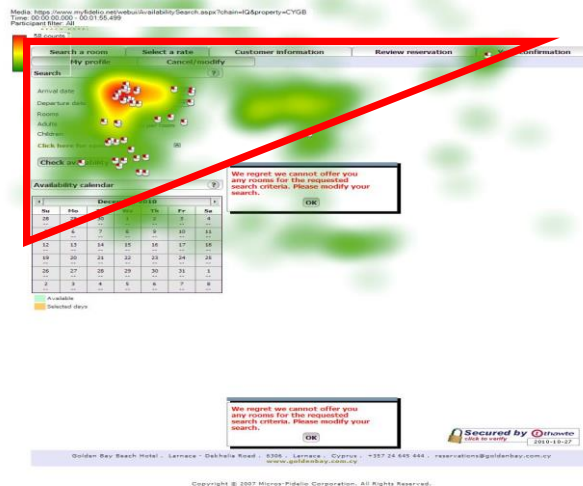 Media: https://www.myfidelio.net/webui/AvailabilitySearch.aspx?chain=IQ&property=CYGB
Time: 00:00:00.000 - 00:01:55.499
Participant filter: All
58 counts
Search a room Select a rate Customer information Review reservation confirmation
My profile Cancel/modify
Search ?
Arrival date
Departure date
Rooms
Adults
Children
Click here for
Check availability
We regret we cannot offer you
any rooms for the requested
search criteria. Please modify your
search.
OK
Availability calendar ?
December 2010
Su Mo Th Fr Sa
28 29 30 1 2 3 4
6 7 8 9 10 11
12 13 14 15 16 17 18
19 20 21 22 23 24 25
26 27 28 29 30 31 1
2 3 4 5 6 7 8
Available
Selected days
We regret we cannot offer you
any rooms for the requested
search criteria. Please modify your
search.
OK
Secured by thawte
click to verify 2010-10-27
Golden Bay Beach Hotel . Larnaca - Dekhelia Road . 6306 . Larnaca . Cyprus . +357 24 645 444 . reservations@goldenbay.com.cy
www.goldenbay.com.cy
Copyright © 2007 Micros-Fidelio Corporation. All Rights Reserved.